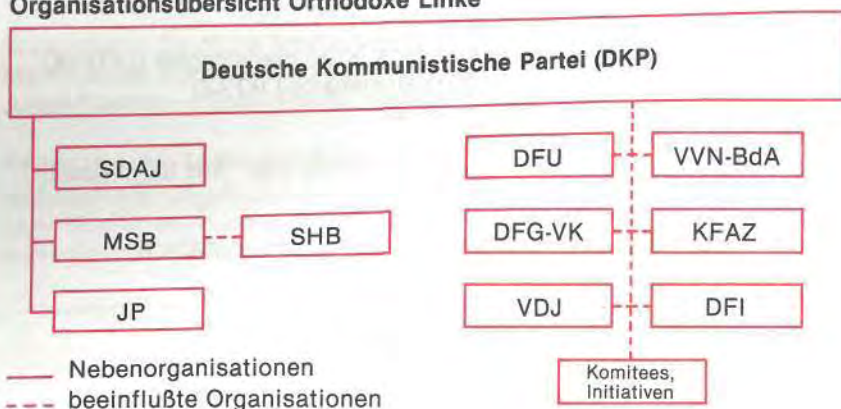 Organisationsübersicht Orthodoxe Linke
Deutsche Kommunistische Partei (DKP)
SDAJ
MSB
SHB
JP
DFU
VVN-BdA
DFG-VK
KFAZ
VDJ
DFI
Komitees,
Initiativen
Nebenorganisationen
beeinflußte Organisationen